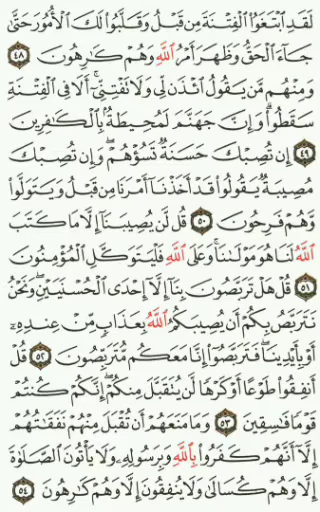 لَقَدِ ٱبۡتَغَوُاْ ٱلۡفِتۡنَةَ مِن قَبۡلُ وَقَلَّبُواْ لَكَ ٱلۡأُمُورَ حَتَّىٰ
جَآءَ ٱلۡحَقُّ وَظَهَرَ أَمۡرُ ٱللَّهِ وَهُمۡ كَٰرِهُونَ ٤٨
وَمِنۡهُم مَّن يَقُولُ ٱئۡذَن لِّي وَلَا تَفۡتِنِّيٓۚ أَلَا فِي ٱلۡفِتۡنَةِ
سَقَطُواْۗ وَإِنَّ جَهَنَّمَ لَمُحِيطَةُۢ بِٱلۡكَٰفِرِينَ
٤٩ إِن تُصِبۡكَ حَسَنَةٞ تَسُؤۡهُمۡۖ وَإِن تُصِبۡكَ
مُصِيبَةٞ يَقُولُواْ قَدۡ أَخَذۡنَآ أَمۡرَنَا مِن قَبۡلُ وَيَتَوَلَّواْ
وَّهُمۡ فَرِحُونَ ٥٠ قُل لَّن يُصِيبَنَآ إِلَّا مَا كَتَبَ
ٱللَّهُ لَنَا هُوَ مَوۡلَىٰنَاۚ وَعَلَى ٱللَّهِ فَلۡيَتَوَكَّلِ ٱلۡمُؤۡمِنُونَ
٥١ قُلۡ هَلۡ تَرَبَّصُونَ بِنَآ إِلَّآ إِحۡدَى ٱلۡحُسۡنَيَيۡنِۖ وَنَحۡنُ
نَتَرَبَّصُ بِكُمۡ أَن يُصِيبَكُمُ ٱللَّهُ بِعَذَابٖ مِّنۡ عِندِهِۦٓ
أَوۡ بِأَيۡدِينَاۖ فَتَرَبَّصُوٓاْ إِنَّا مَعَكُم مُّتَرَبِّصُونَ ٥٢ قُلۡ
أَنفِقُواْ طَوۡعًا أَوۡ كَرۡهٗا لَّن يُتَقَبَّلَ مِنكُمۡ إِنَّكُمۡ كُنتُمۡ
قَوۡمٗا فَٰسِقِينَ ٥٣ وَمَا مَنَعَهُمۡ أَن تُقۡبَلَ مِنۡهُمۡ نَفَقَٰتُهُمۡ
إِلَّآ أَنَّهُمۡ كَفَرُواْ بِٱللَّهِ وَبِرَسُولِهِۦ وَلَا يَأۡتُونَ ٱلصَّلَوٰةَ
إِلَّا وَهُمۡ كُسَالَىٰ وَلَا يُنفِقُونَ إِلَّا وَهُمۡ كَٰرِهُونَ ٥٤